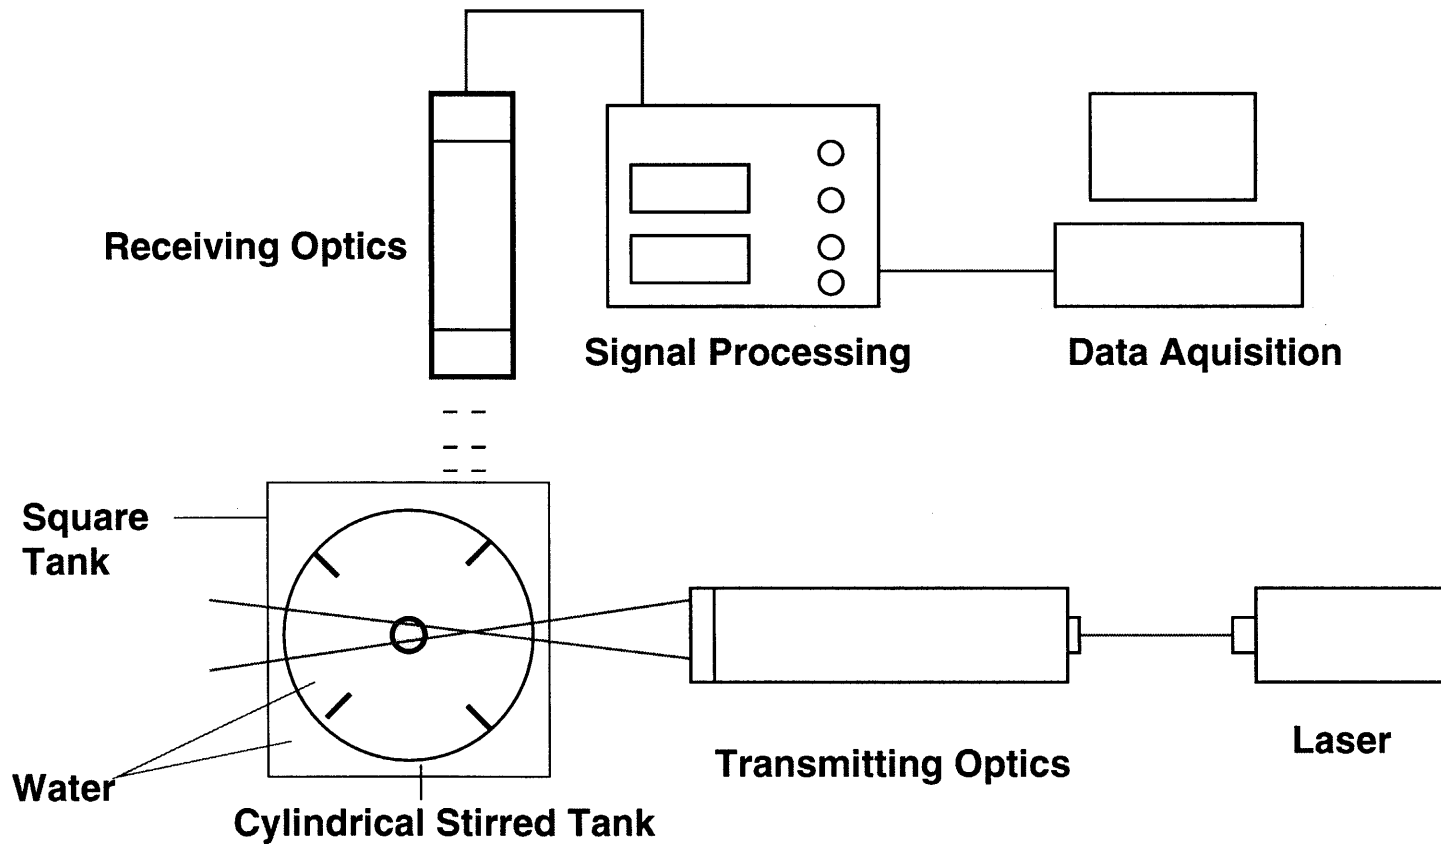 Receiving Optics
Signal Processing
Data Aquisition
Square
Tank
Water
Cylindrical Stirred Tank
Transmitting Optics
Laser